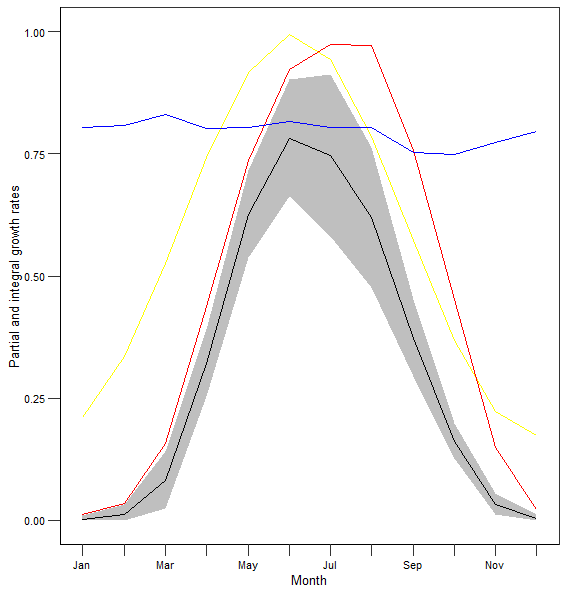 1.00
0.75
0.50
0.25
0.00
Partial and integral growth rates
Jan Mar May Jul Sep Nov
Month